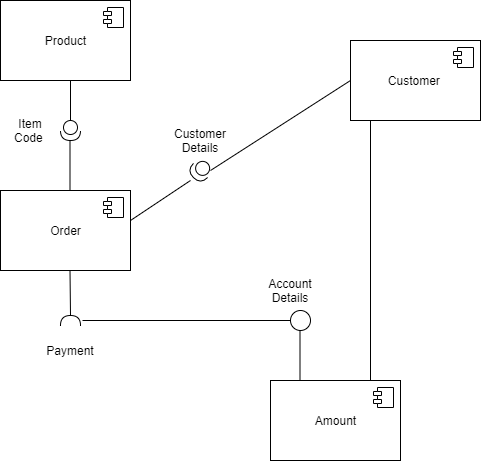 Product
Customer
Item
Code
Customer
Details
Order
Account
Details
Payment
Amount